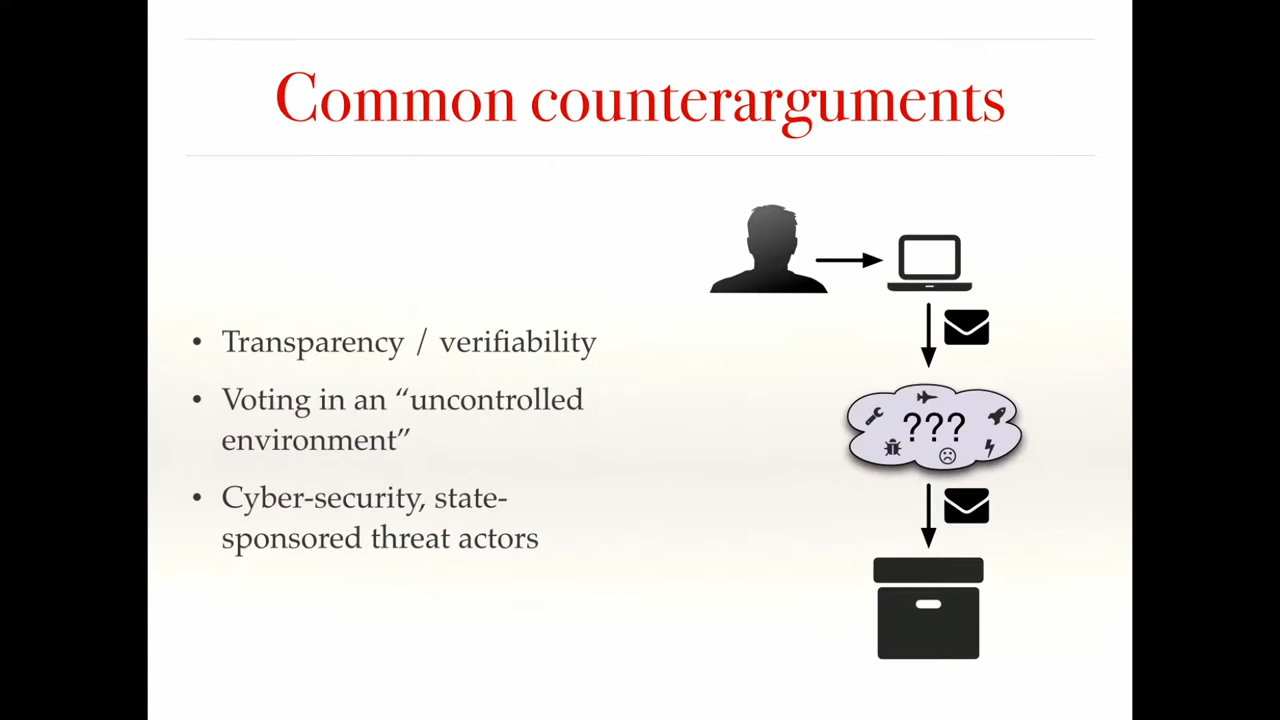 Common counterarguments
• Transparency / verifiability
• Voting in an “uncontrolled
environment”
• Cyber-security, state-
sponsored threat actors
???